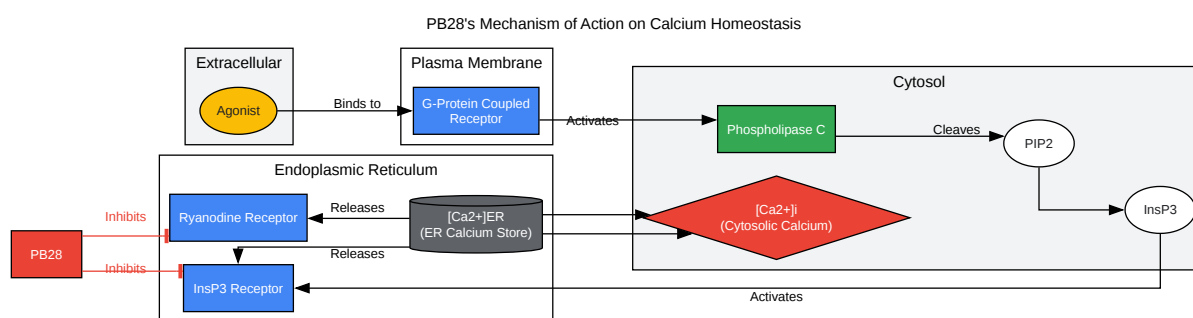 PB28's Mechanism of Action on Calcium Homeostasis
Extracellular
Plasma Membrane
Cytosol
Agonist
Binds to
G-Protein Coupled
Receptor
Activates
Phospholipase C
Cleaves
PIP2
Endoplasmic Reticulum
Inhibits
Ryanodine Receptor
Releases
[Ca2+]ER
(ER Calcium Store)
[Ca2+]i
(Cytosolic Calcium)
InsP3
PB28
Inhibits
Releases
InsP3 Receptor
Activates